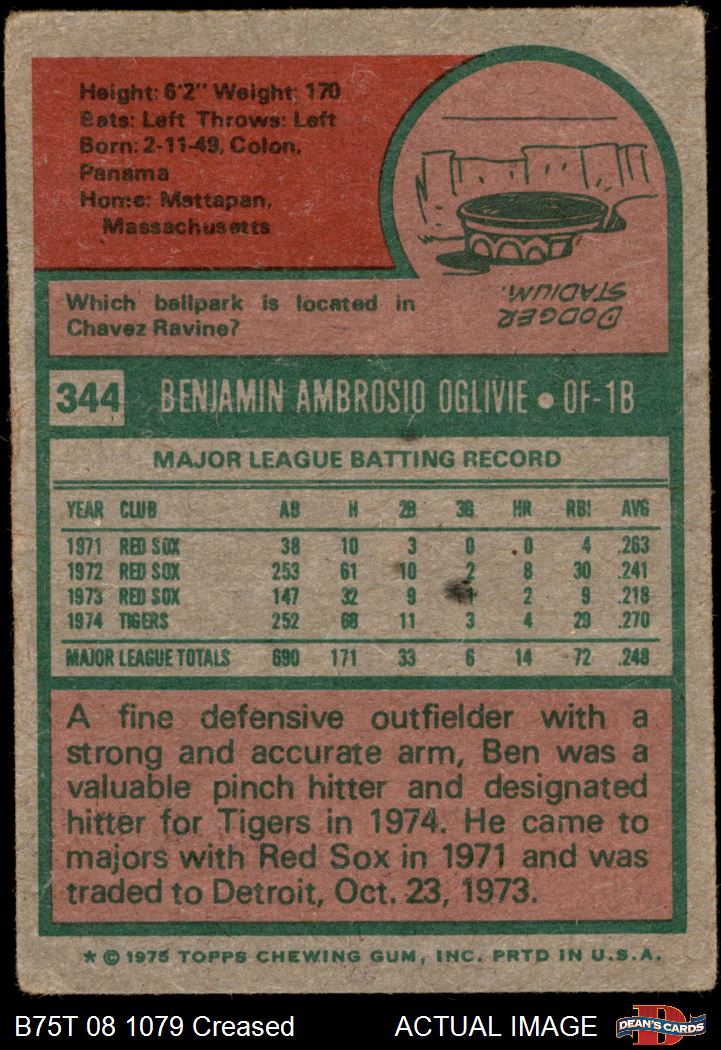 Height: 6'2" Weight: 170
Bats: Left Throws: Left
Born: 2-11-49, Colon,
Panama
Home: Mattapan,
Massachusetts
DODGER
STADIUM.
Which ballpark is located in
Chavez Ravine?
344 BENJAMIN AMBROSIO OGLIVIE • OF-1B
MAJOR LEAGUE BATTING RECORD
YEAR CLUB AB H 2B 3B HR RBI AVG
1971 RED SOX 38 10 3 0 0 4 .263
1972 RED SOX 253 61 10 2 8 30 .241
1973 RED SOX 147 32 9 1 2 9 .218
1974 TIGERS 252 68 11 3 4 29 .270
MAJOR LEAGUE TOTALS 690 171 33 6 14 72 .248
A fine defensive outfielder with a
strong and accurate arm, Ben was a
valuable pinch hitter and designated
hitter for Tigers in 1974. He came to
majors with Red Sox in 1971 and was
traded to Detroit, Oct. 23, 1973.
* © 1975 TOPPS CHEWING GUM, INC. PRTD IN U.S.A.
B75T 08 1079 Creased ACTUAL IMAGE DEAN'S CARDS